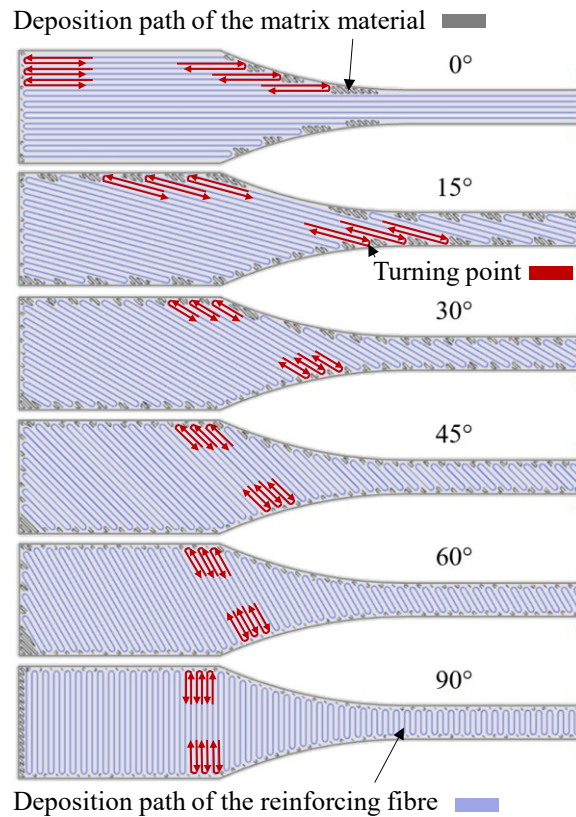 Deposition path of the matrix material
0°
15°
Turning point
30°
45°
60°
90°
Deposition path of the reinforcing fibre